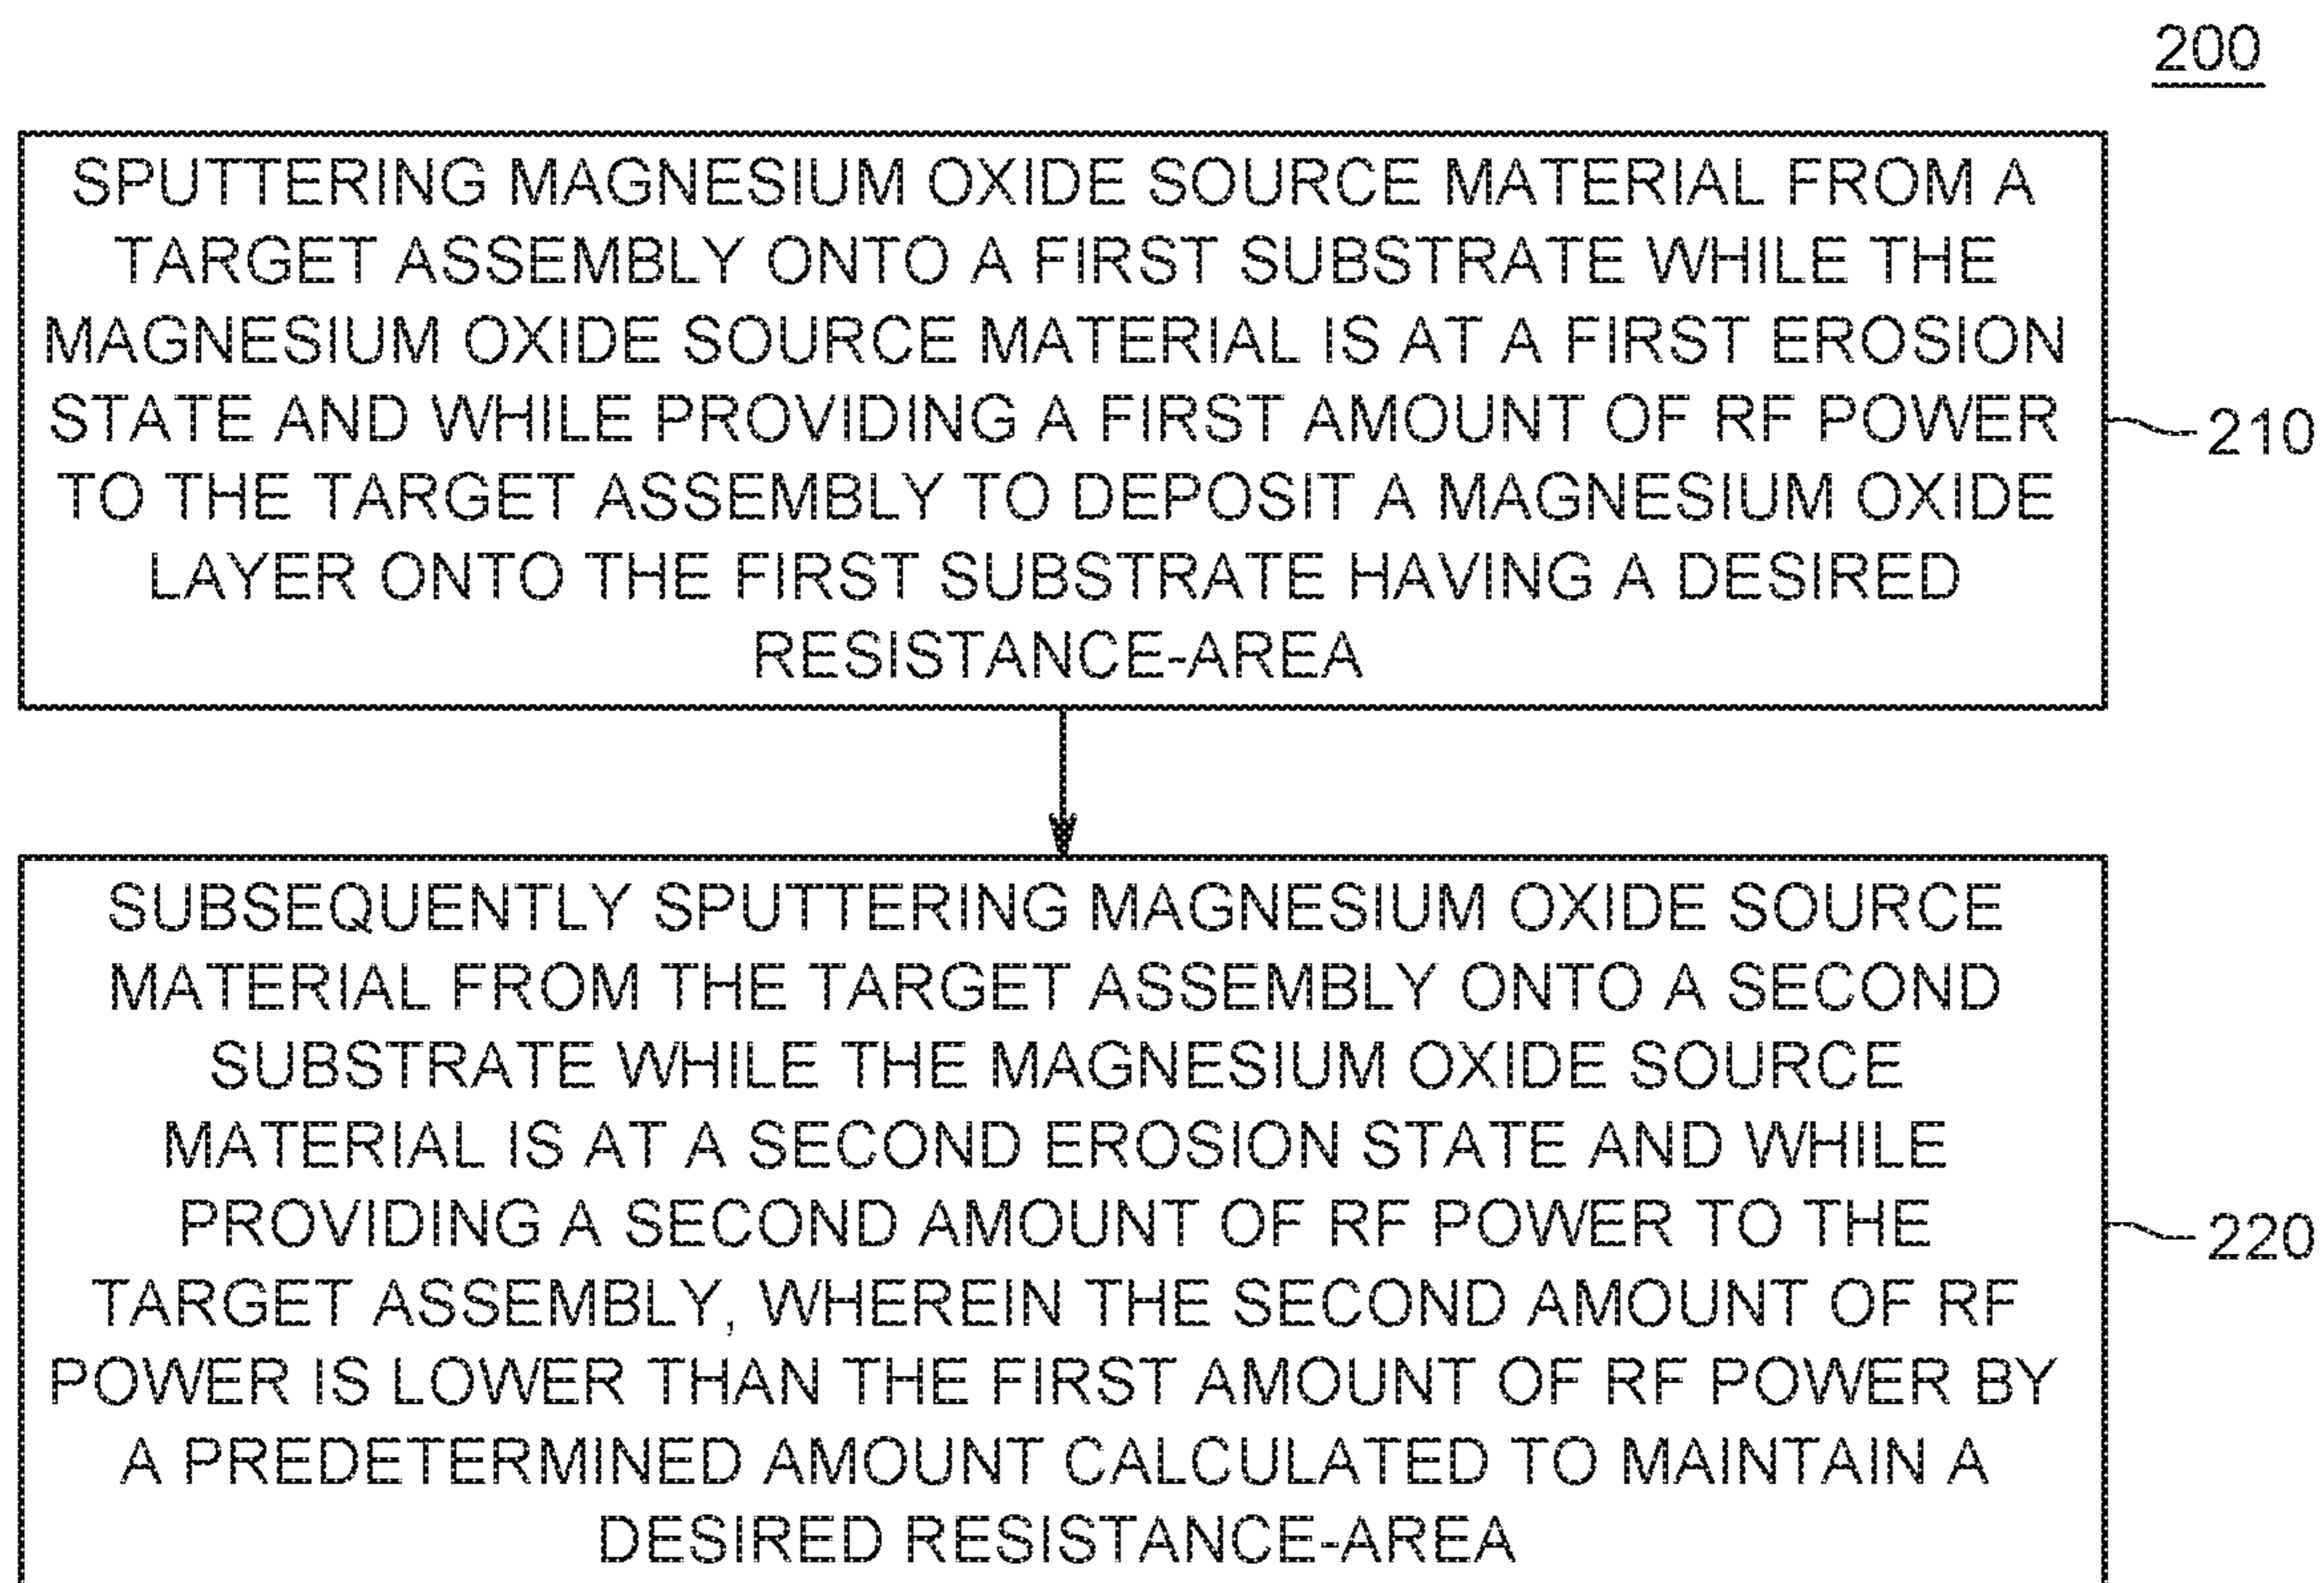 200
SPUTTERING MAGNESIUM OXIDE SOURCE MATERIAL FROM A
TARGET ASSEMBLY ONTO A FIRST SUBSTRATE WHILE THE
MAGNESIUM OXIDE SOURCE MATERIAL IS AT A FIRST EROSION
STATE AND WHILE PROVIDING A FIRST AMOUNT OF RF POWER
TO THE TARGET ASSEMBLY TO DEPOSIT A MAGNESIUM OXIDE
LAYER ONTO THE FIRST SUBSTRATE HAVING A DESIRED
RESISTANCE-AREA
210
SUBSEQUENTLY SPUTTERING MAGNESIUM OXIDE SOURCE
MATERIAL FROM THE TARGET ASSEMBLY ONTO A SECOND
SUBSTRATE WHILE THE MAGNESIUM OXIDE SOURCE
MATERIAL IS AT A SECOND EROSION STATE AND WHILE
PROVIDING A SECOND AMOUNT OF RF POWER TO THE
TARGET ASSEMBLY, WHEREIN THE SECOND AMOUNT OF RF
POWER IS LOWER THAN THE FIRST AMOUNT OF RF POWER BY
A PREDETERMINED AMOUNT CALCULATED TO MAINTAIN A
DESIRED RESISTANCE-AREA
220